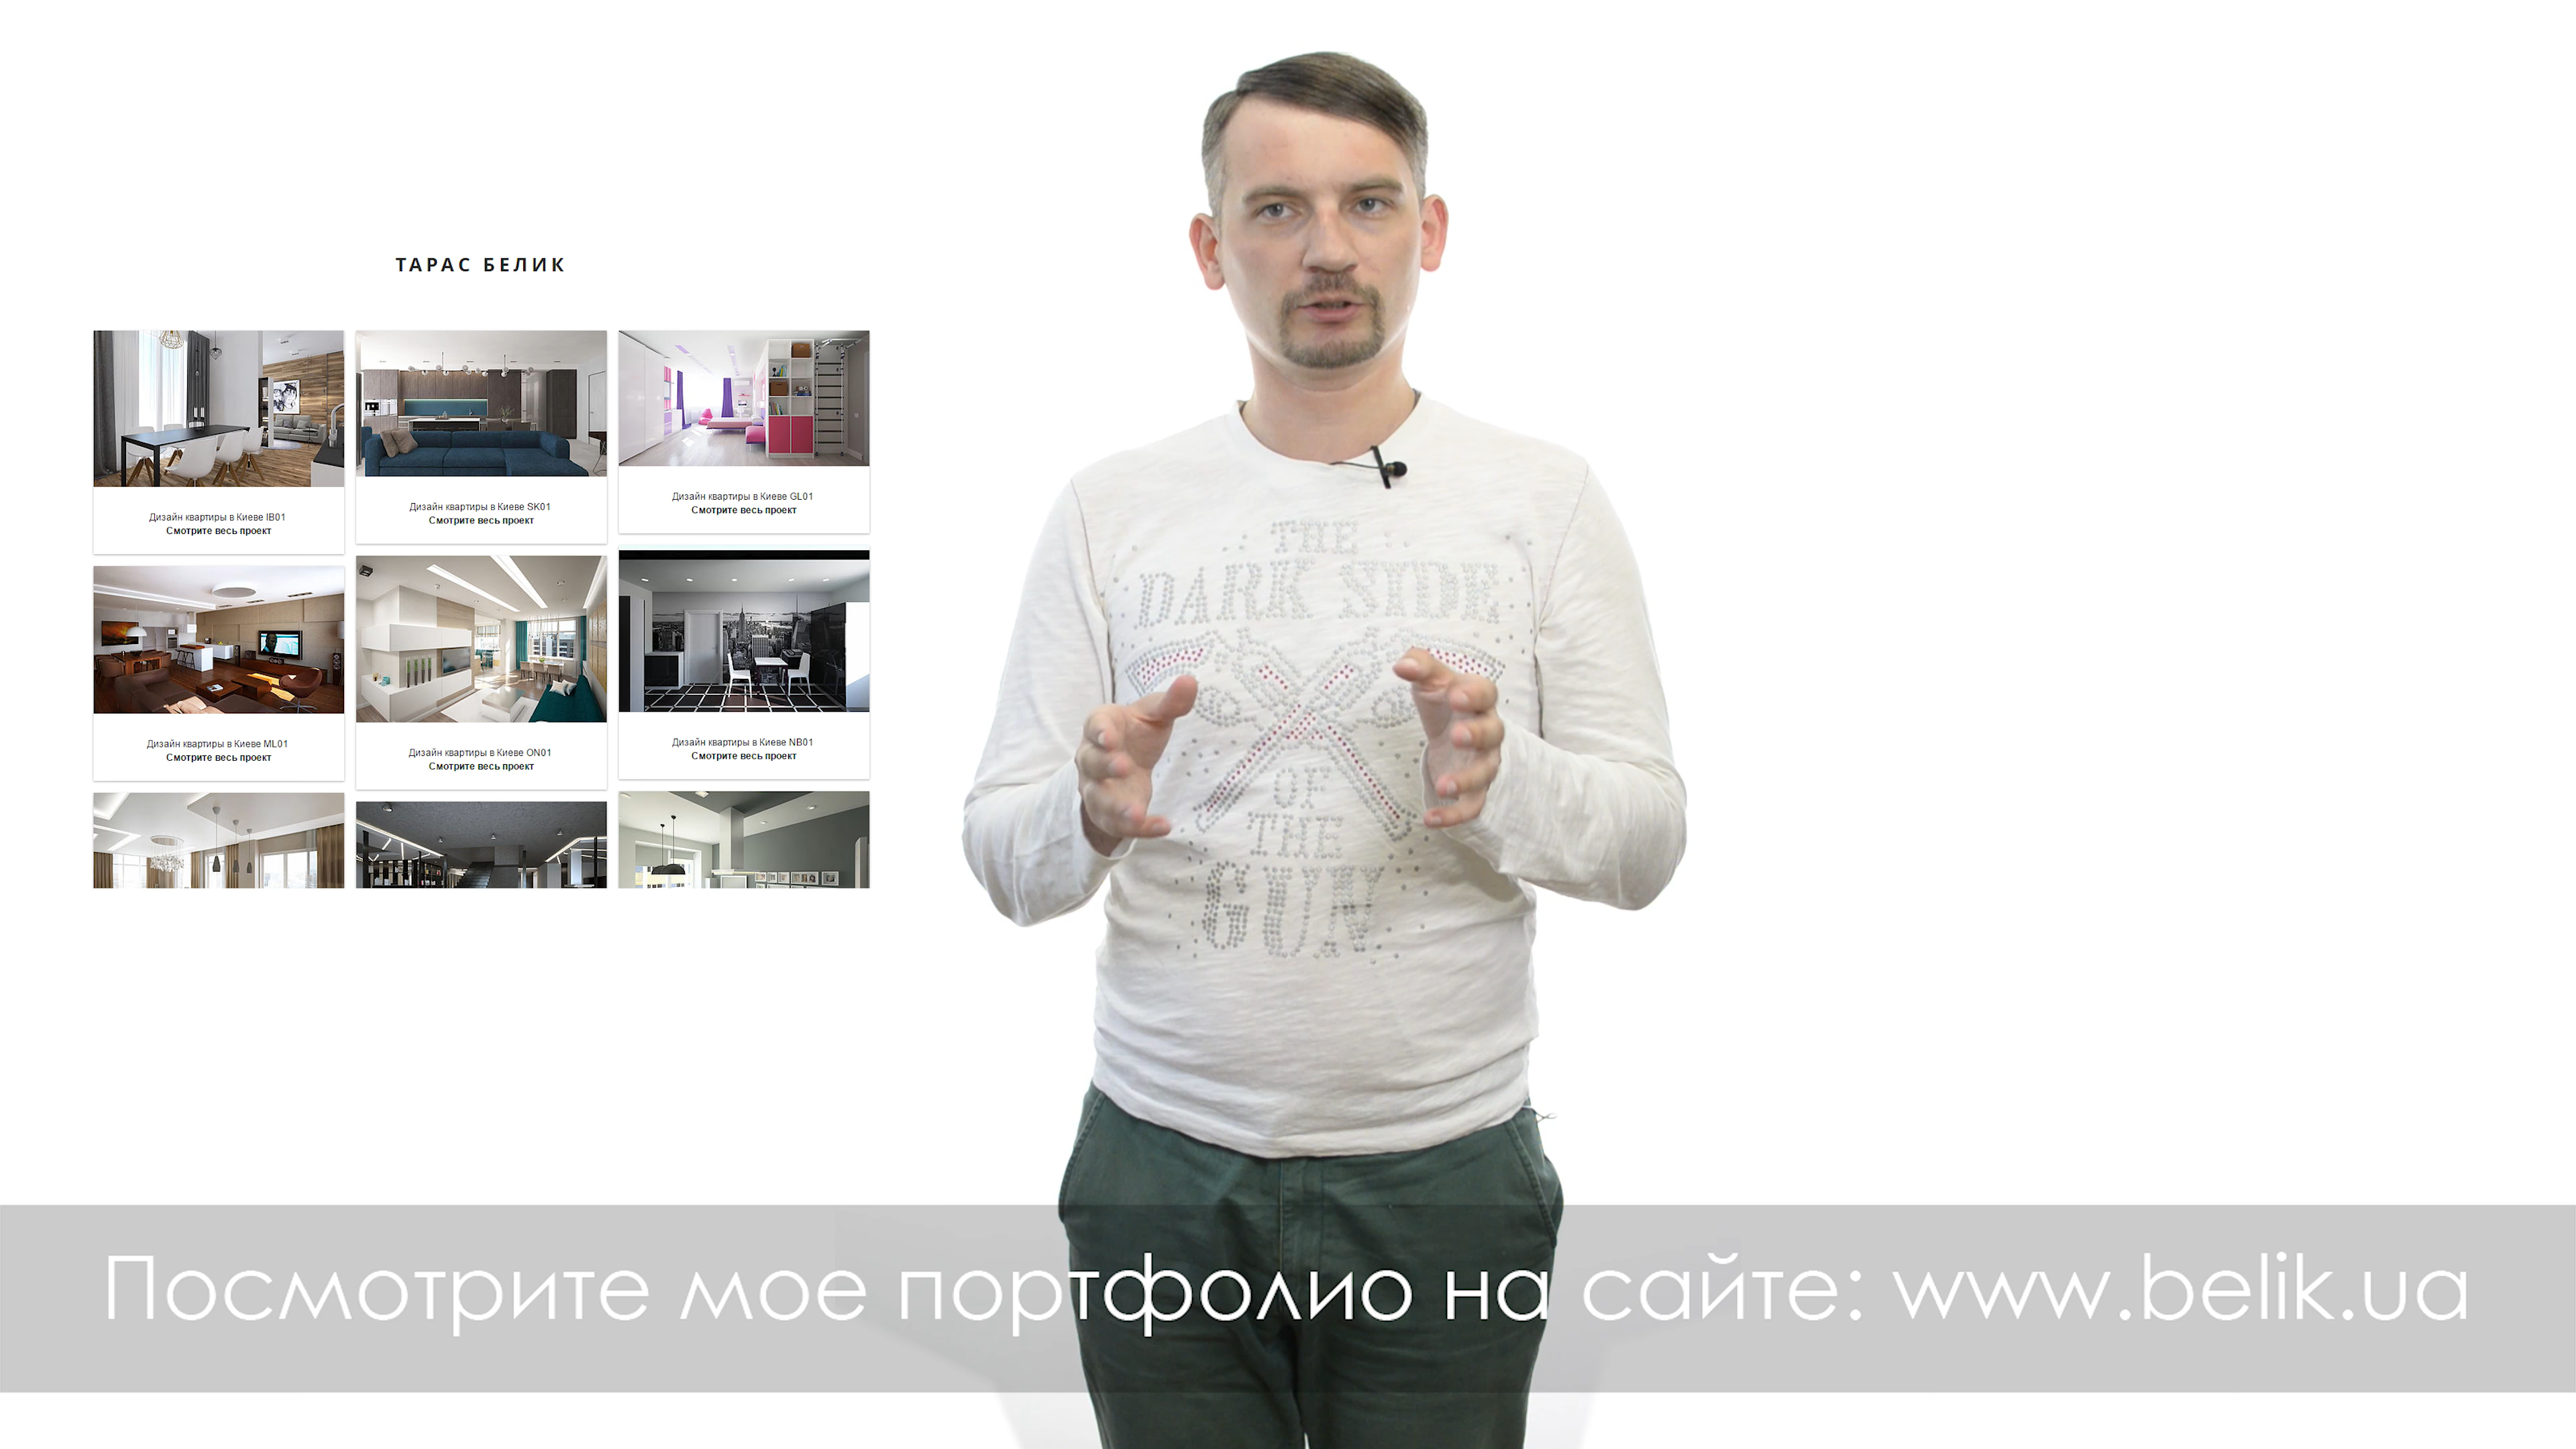 ТАРАС БЕЛИК
Дизайн квартиры в Киеве IB01
Смотрите весь проект
Дизайн квартиры в Киеве SK01
Смотрите весь проект
Дизайн квартиры в Киеве GL01
Смотрите весь проект
Дизайн квартиры в Киеве ML01
Смотрите весь проект
Дизайн квартиры в Киеве ON01
Смотрите весь проект
Дизайн квартиры в Киеве NB01
Смотрите весь проект
THE
DARK SIDE
OF
THE
GUN
Посмотрите мое портфолио на сайте: www.belik.ua